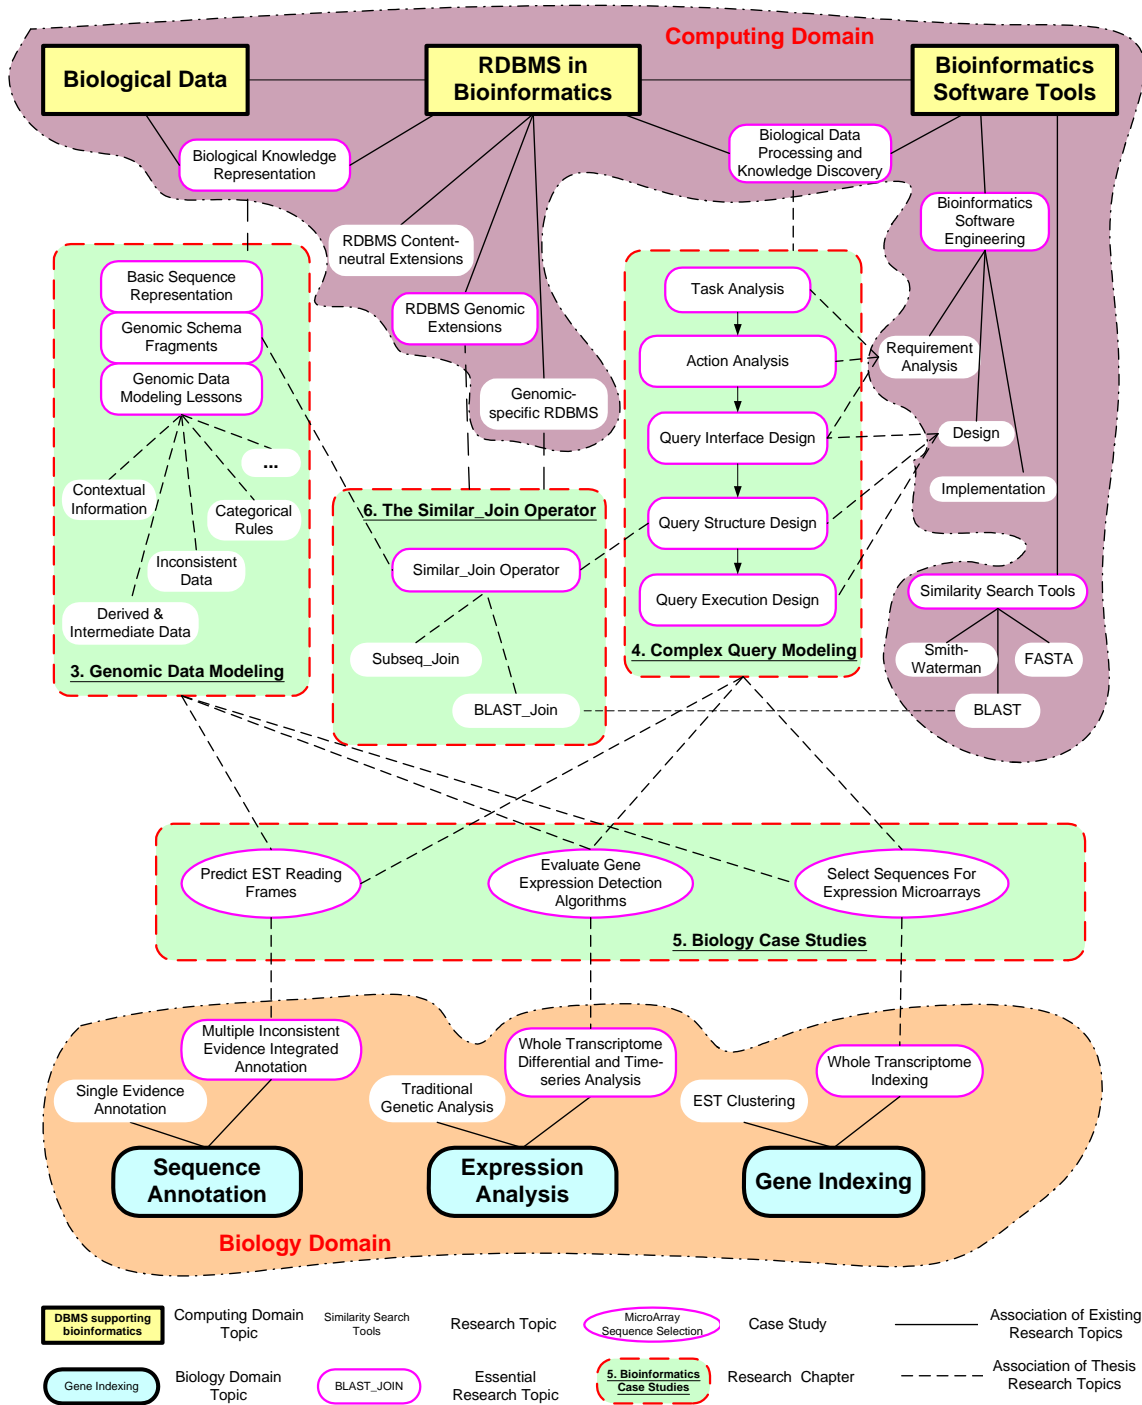 Computing Domain
Biological Data
RDBMS in
Bioinformatics
Bioinformatics
Software Tools
Biological Knowledge
Representation
Biological Data
Processing and
Knowledge Discovery
Bioinformatics
Software
Engineering
RDBMS Content-
neutral Extensions
RDBMS Genomic
Extensions
Genomic-
specific RDBMS
Basic Sequence
Representation
Genomic Schema
Fragments
Genomic Data
Modeling Lessons
...
Contextual
Information
Categorical
Rules
Inconsistent
Data
Derived &
Intermediate Data
3. Genomic Data Modeling
6. The Similar_Join Operator
Similar_Join Operator
Subseq_Join
BLAST_Join
Task Analysis
Action Analysis
Query Interface Design
Query Structure Design
Query Execution Design
4. Complex Query Modeling
Requirement
Analysis
Design
Implementation
Similarity Search Tools
Smith-
Waterman
FASTA
BLAST
Predict EST Reading
Frames
Evaluate Gene
Expression Detection
Algorithms
Select Sequences For
Expression Microarrays
5. Biology Case Studies
Multiple Inconsistent
Evidence Integrated
Annotation
Single Evidence
Annotation
Whole Transcriptome
Differential and Time-
series Analysis
Traditional
Genetic Analysis
Whole Transcriptome
Indexing
EST Clustering
Sequence
Annotation
Expression
Analysis
Gene Indexing
Biology Domain
DBMS supporting
bioinformatics
Computing Domain
Topic
Similarity Search
Tools
Research Topic
MicroArray
Sequence Selection
Case Study
Association of Existing
Research Topics
Gene Indexing
Biology Domain
Topic
BLAST_JOIN
Essential
Research Topic
5. Bioinformatics
Case Studies
Research Chapter
Association of Thesis
Research Topics